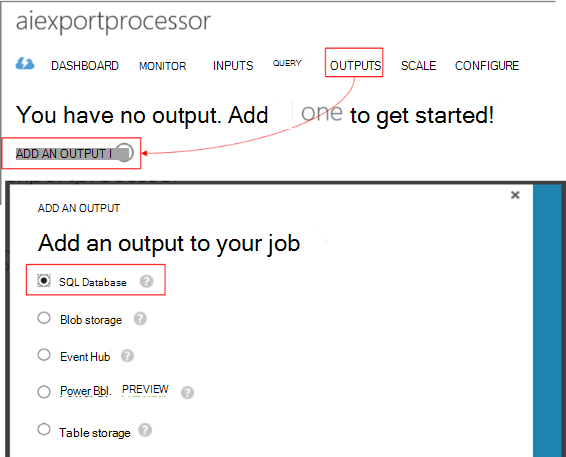 aiexportprocessor
DASHBOARD MONITOR INPUTS QUERY OUTPUTS SCALE CONFIGURE
You have no output. Add one to get started!
ADD AN OUTPUT I
ADD AN OUTPUT
Add an output to your job
SQL Database ?
Blob storage ?
Event Hub ?
Power Bbl. PREVIEW ?
Table storage ?